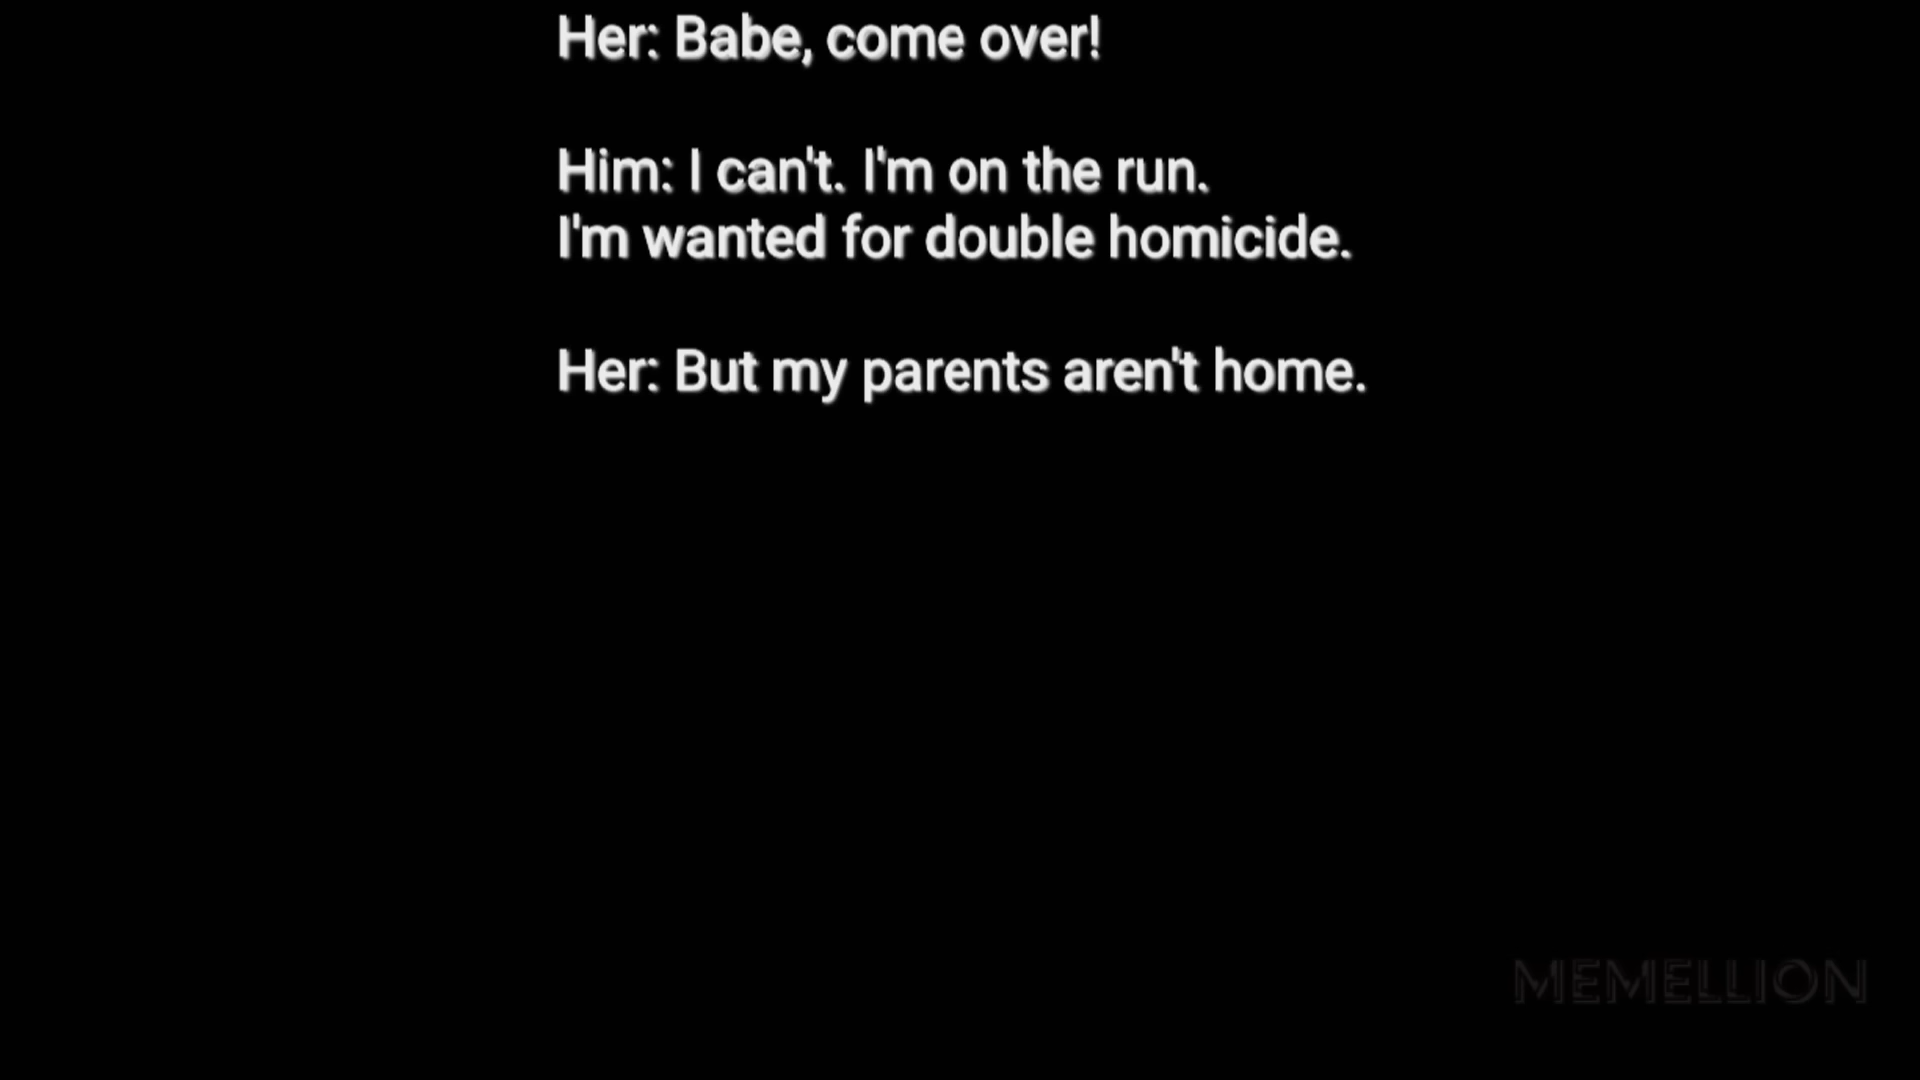 Her: Babe, come over!
Him: I can't. I'm on the run.
I'm wanted for double homicide.
Her: But my parents aren't home.
MEMELLION